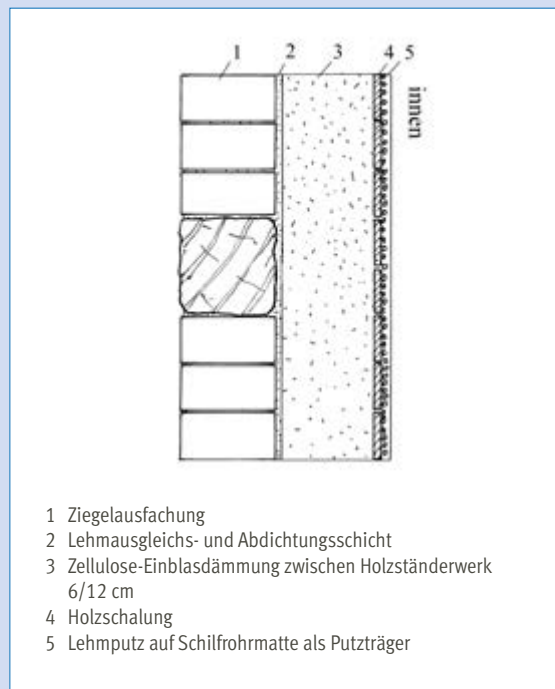 1 2 3 4 5
innen
1 Ziegelausfachung
2 Lehmausgleichs- und Abdichtungsschicht
3 Zellulose-Einblasdämmung zwischen Holzständerwerk
6/12 cm
4 Holzschalung
5 Lehmputz auf Schilfrohrmatte als Putzträger